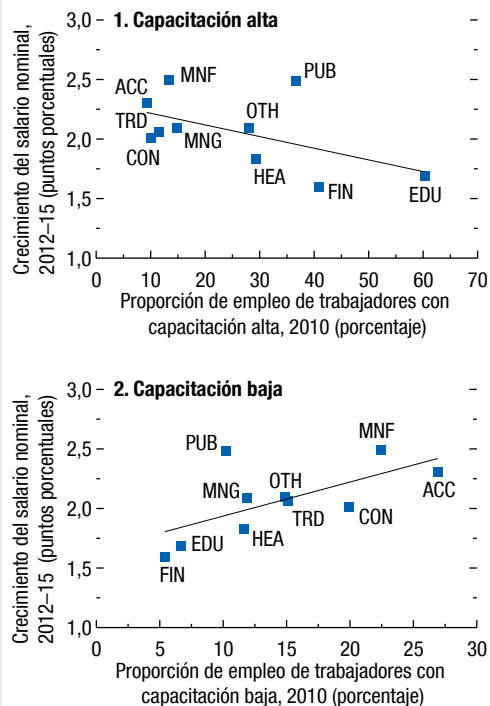 1. Capacitación alta
Crecimiento del salario nominal,
2012–15 (puntos porcentuales)
3,0
2,5
2,0
1,5
1,0
ACC
MNF
PUB
TRD
OTH
CON
MNG
HEA
FIN
EDU
0 10 20 30 40 50 60 70
Proporción de empleo de trabajadores con
capacitación alta, 2010 (porcentaje)
2. Capacitación baja
Crecimiento del salario nominal,
2012–15 (puntos porcentuales)
3,0
2,5
2,0
1,5
1,0
PUB
MNF
MNG
OTH
ACC
TRD
CON
EDU
HEA
FIN
0 5 10 15 20 25 30
Proporción de empleo de trabajadores con
capacitación baja, 2010 (porcentaje)